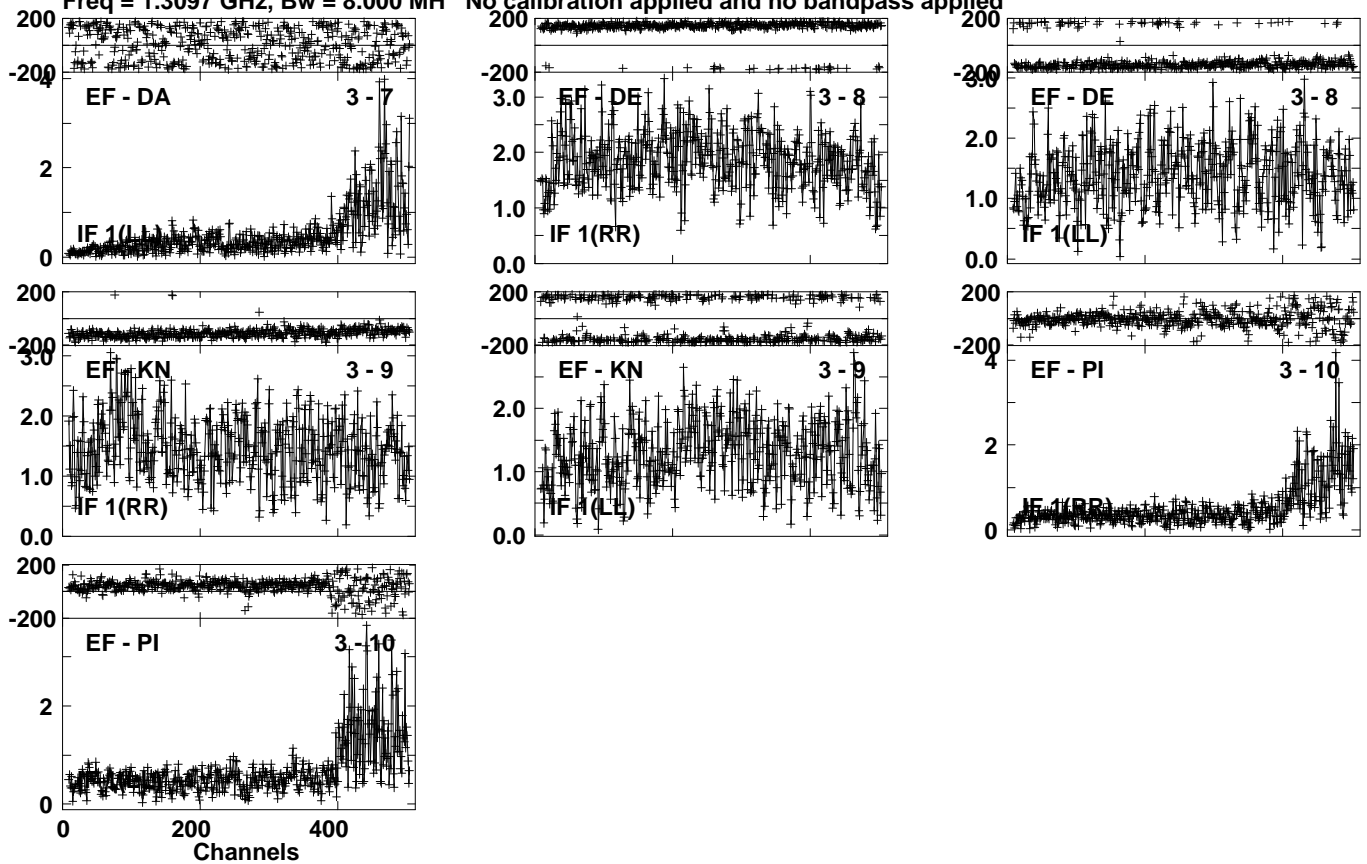 Freq = 1.3097 GHz, Bw = 8.000 MH No calibration applied and no bandpass applied
200
-200
4
2
0
EF - DA 3 - 7
IF 1(LL)
200
-200
3.0
2.0
1.0
0.0
EF - DE 3 - 8
IF 1(RR)
200
-200
3.0
2.0
1.0
0.0
EF - DE 3 - 8
IF 1(LL)
200
-200
3.0
2.0
1.0
0.0
EF - KN 3 - 9
IF 1(RR)
200
-200
2.0
1.0
0.0
EF - KN 3 - 9
IF 1(LL)
200
-200
4
2
0
EF - PI 3 - 10
IF 1(RR)
200
-200
2
0
EF - PI 3 - 10
0 200 400
Channels